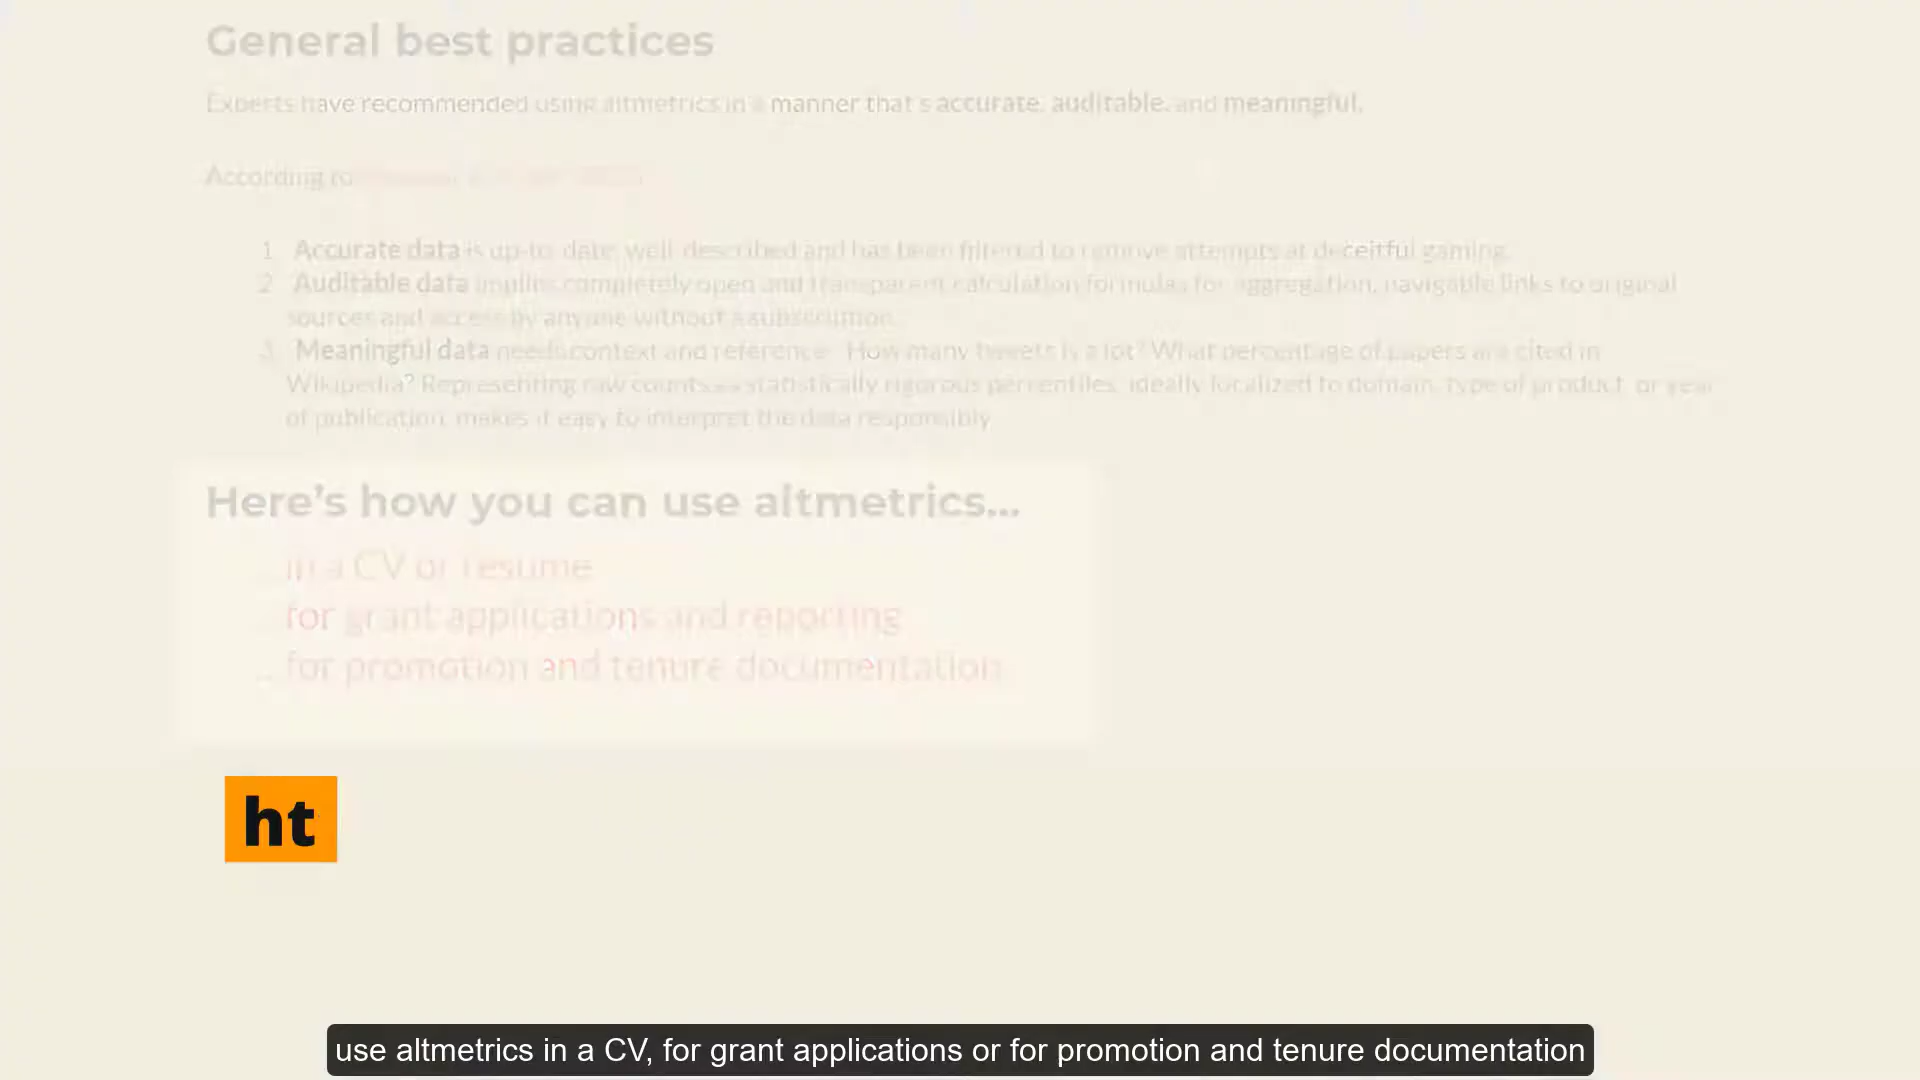 General best practices
Experts have recommended using altmetrics in a manner that's accurate, auditable, and meaningful.
According to
1. Accurate data is up-to-date, well-described and has been filtered to remove attempts at deceitful gaming.
2. Auditable data implies completely open and transparent calculation formulas for aggregation, navigable links to original
sources and access by anyone without a subscription.
3. Meaningful data needs context and reference. How many tweets is a lot? What percentage of papers are cited in
Wikipedia? Representing raw counts as statistically rigorous percentiles, ideally localized to domain, type of product, or year
of publication, makes it easy to interpret the data responsibly
Here's how you can use altmetrics...
...in a CV or resume
...for grant applications and reporting
...for promotion and tenure documentation
ht
use altmetrics in a CV, for grant applications or for promotion and tenure documentation